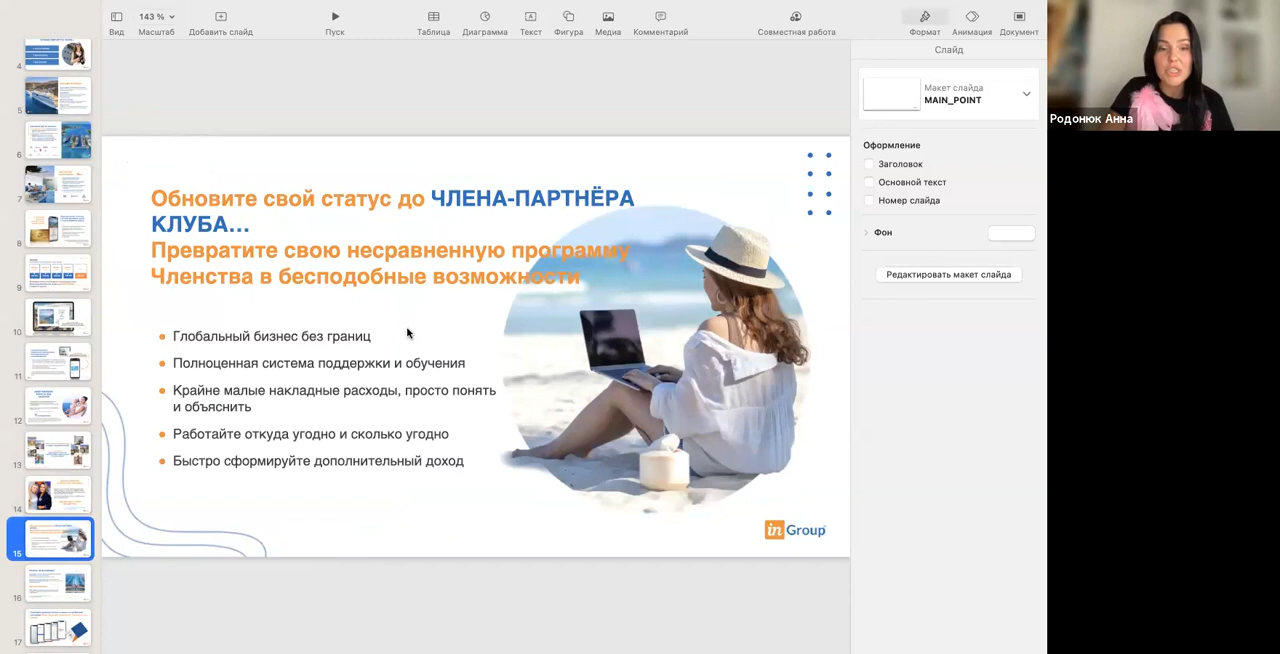 143 %
Вид
Масштаб
Добавить слайд
Пуск
Таблица
Диаграмма
Текст
Фигура
Медиа
Комментарий
Совместная работа
Формат
Анимация
Документ
Слайд
Макет слайда
MAIN_POINT
Оформление
Заголовок
Основной текст
Номер слайда
Фон
Редактировать макет слайда
Родонюк Анна
4
5
6
7
8
9
10
11
12
13
14
15
16
17
Обновите свой статус до ЧЛЕНА-ПАРТНЁРА
КЛУБА...
Превратите свою несравненную программу
Членства в бесподобные возможности
Глобальный бизнес без границ
Полноценная система поддержки и обучения
Крайне малые накладные расходы, просто понять
и объяснить
Работайте откуда угодно и сколько угодно
Быстро сформируйте дополнительный доход
in Group